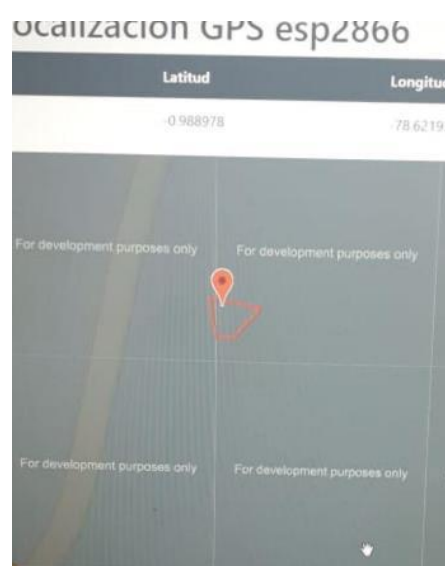 ocalización GPS esp2866
Latitud Longitud
-0.988978 -78.6219
For development purposes only For development purposes only
For development purposes only For development purposes only